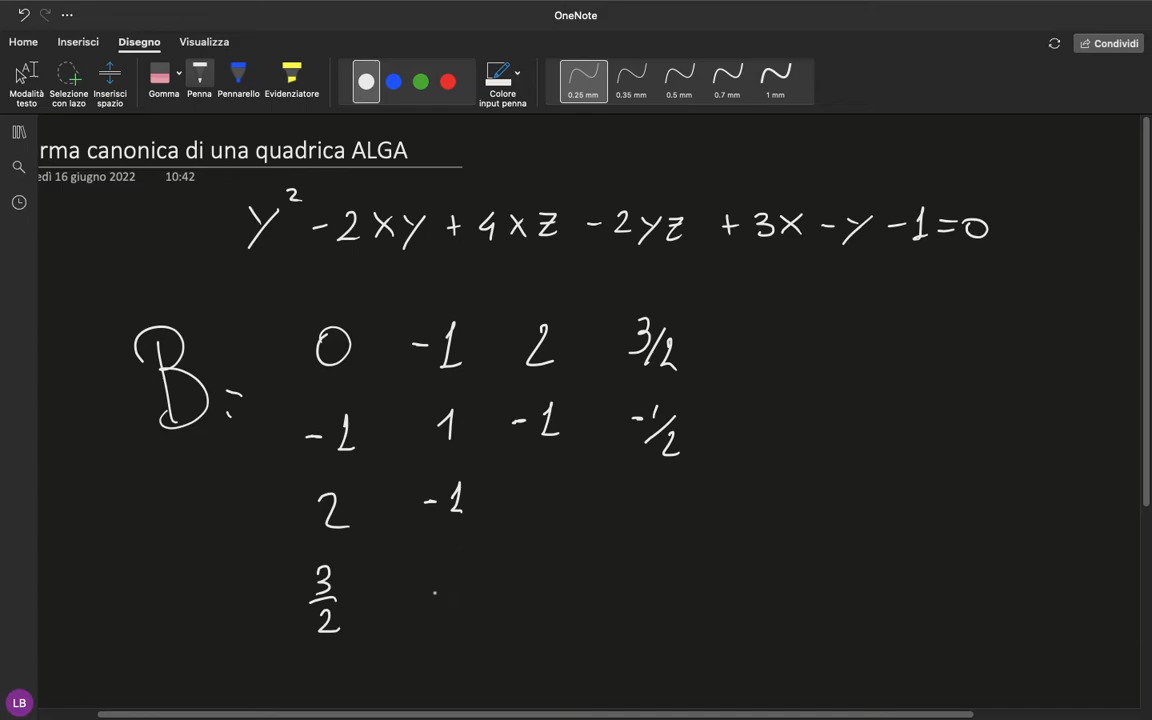 OneNote
Home Inserisci Disegno Visualizza
Condividi
Modalità testo
Selezione con lazo
Inserisci spazio
Gomma
Penna
Pennarello
Evidenziatore
Colore input penna
0.25 mm
0.35 mm
0.5 mm
0.7 mm
1 mm
rma canonica di una quadrica ALGA
edì 16 giugno 2022 10:42
y² - 2xy + 4xz - 2yz + 3x - y - 1 = 0
B =
0 -1 2 3/2
-1 1 -1 -1/2
2 -1
3/2
LB